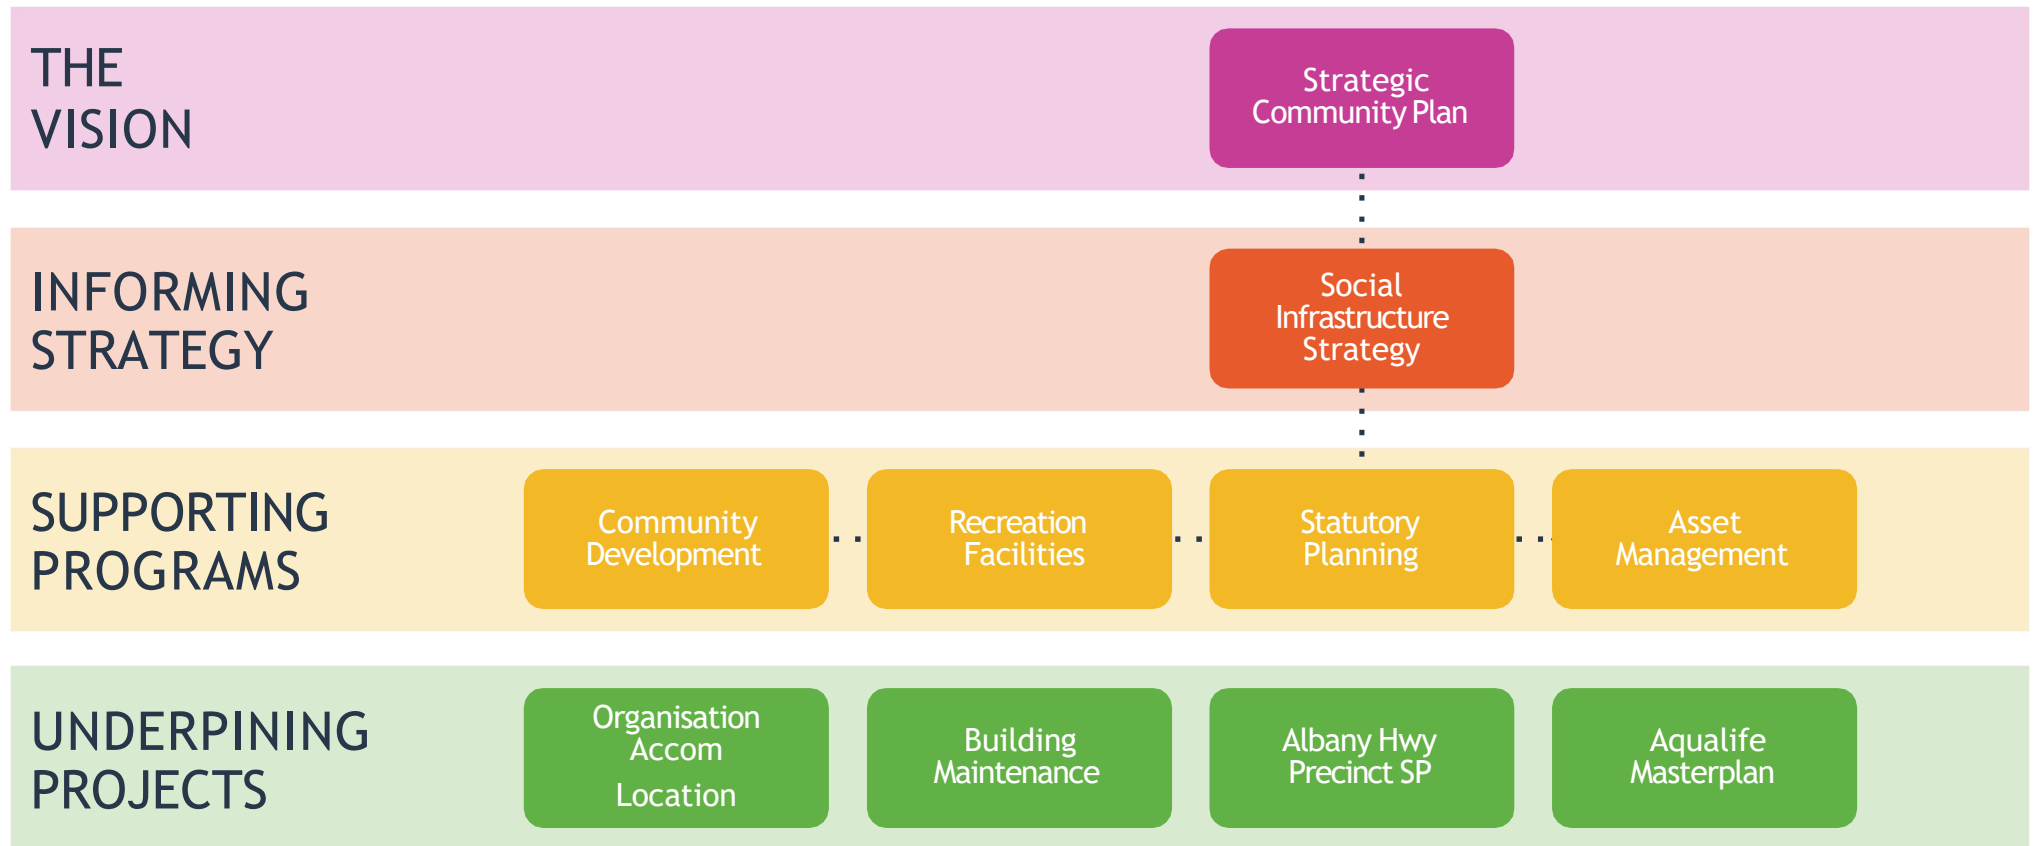 THE
VISION
Strategic
Community Plan
INFORMING
STRATEGY
Social
Infrastructure
Strategy
SUPPORTING
PROGRAMS
Community
Development
Recreation
Facilities
Statutory
Planning
Asset
Management
UNDERPINING
PROJECTS
Organisation
Accom
Location
Building
Maintenance
Albany Hwy
Precinct SP
Aqualife
Masterplan